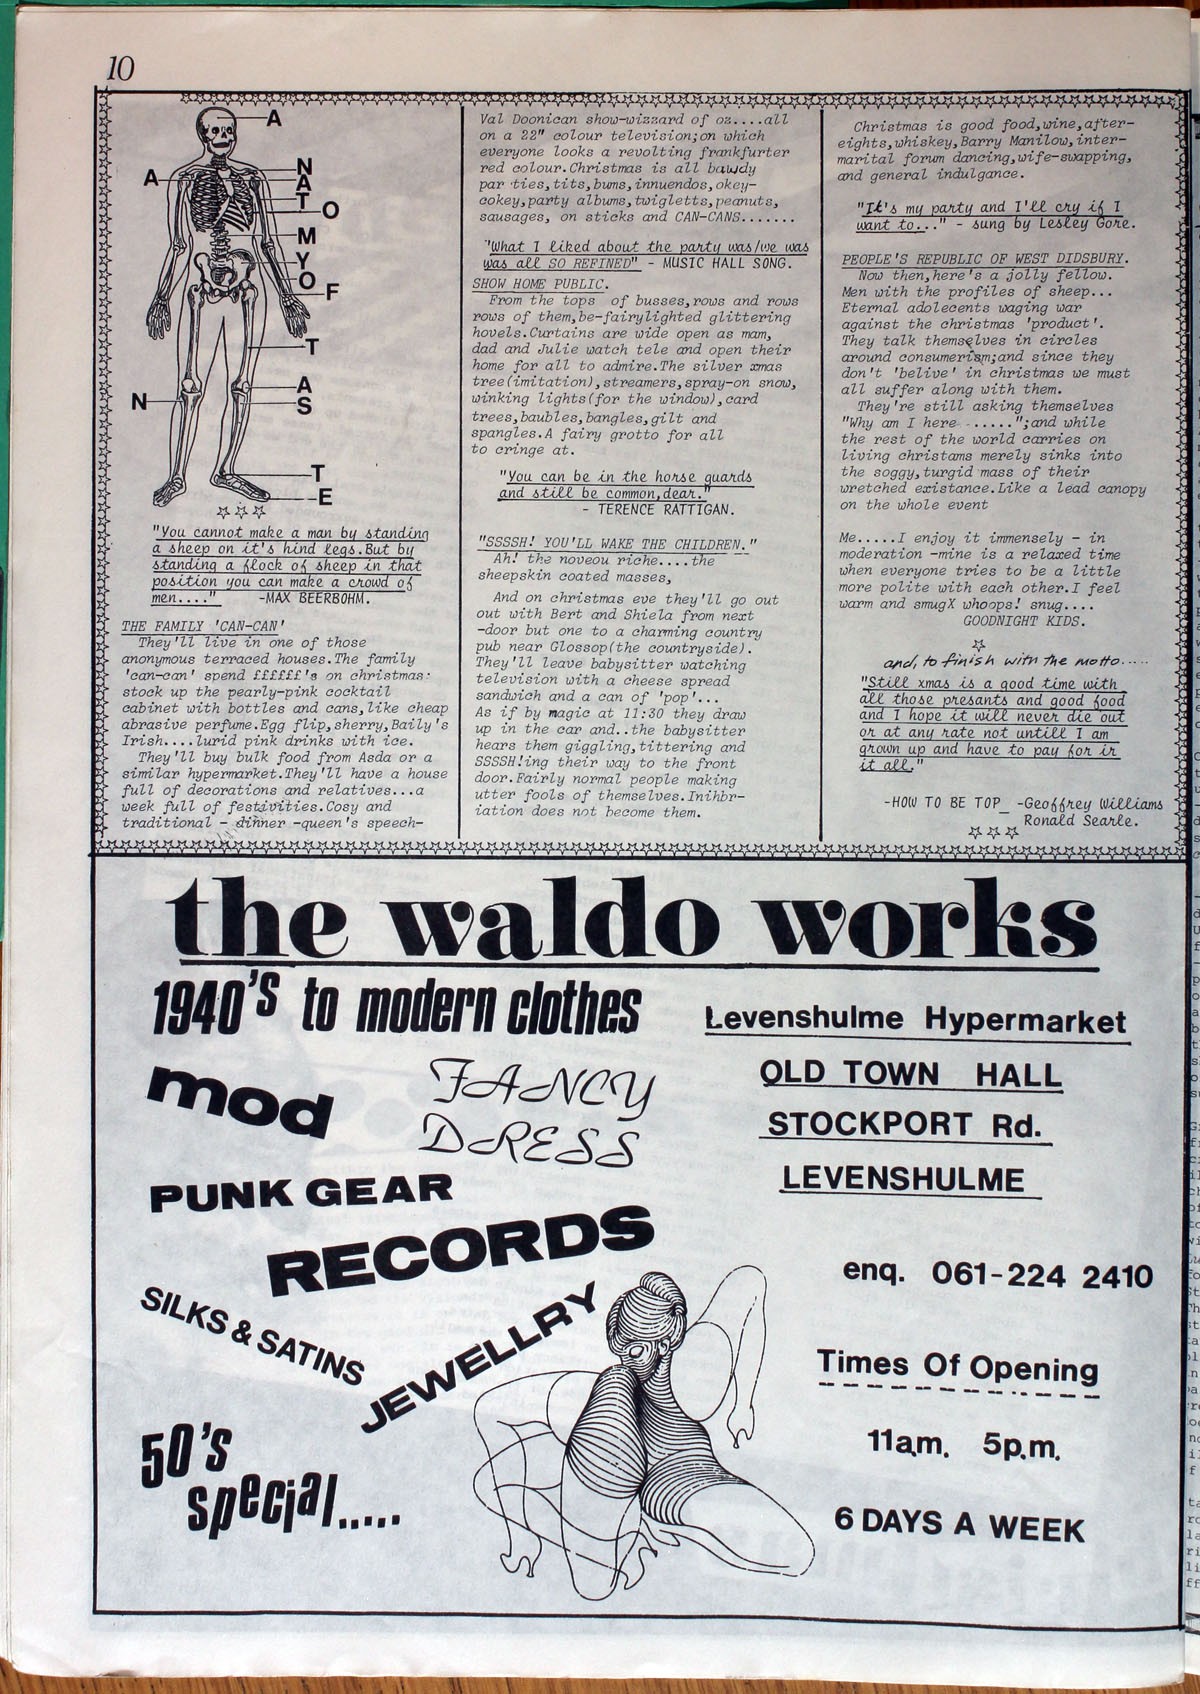 10
A
A
N
A
T
O
M
Y
O
F
T
A
N
S
T
E
"You cannot make a man by standing
a sheep on it's hind legs.But by
standing a flock of sheep in that
position you can make a crowd of
men...." -MAX BEERBOHM.
THE FAMILY 'CAN-CAN'
They'll live in one of those
anonymous terraced houses.The family
'can-can' spend ££££££'s on christmas:
stock up the pearly-pink cocktail
cabinet with bottles and cans,like cheap
abrasive perfume.Egg flip,sherry,Baily's
Irish....lurid pink drinks with ice.
They'll buy bulk food from Asda or a
similar hypermarket.They'll have a house
full of decorations and relatives...a
week full of festivities.Cosy and
traditional - dinner -queen's speech-
Val Doonican show-wizzard of oz....all
on a 22" colour television;on which
everyone looks a revolting frankfurter
red colour.Christmas is all bawdy
par ties,tits,bums,innuendos,okey-
cokey,party albums,twigletts,peanuts,
sausages, on sticks and CAN-CANS.......
"What I liked about the party was/we was
was all SO REFINED" - MUSIC HALL SONG.
SHOW HOME PUBLIC.
From the tops of busses,rows and rows
rows of them,be-fairylighted glittering
hovels.Curtains are wide open as mam,
dad and Julie watch tele and open their
home for all to admire.The silver xmas
tree(imitation),streamers,spray-on snow,
winking lights(for the window),card
trees,baubles,bangles,gilt and
spangles.A fairy grotto for all
to cringe at.
"You can be in the horse guards
and still be common,dear."
- TERENCE RATTIGAN.
"SSSSH! YOU'LL WAKE THE CHILDREN."
Ah! the noveou riche....the
sheepskin coated masses,
And on christmas eve they'll go out
out with Bert and Shiela from next
-door but one to a charming country
pub near Glossop(the countryside).
They'll leave babysitter watching
television with a cheese spread
sandwich and a can of 'pop'...
As if by magic at 11:30 they draw
up in the car and..the babysitter
hears them giggling,tittering and
SSSSH!ing their way to the front
door.Fairly normal people making
utter fools of themselves.Inihbr-
iation does not become them.
Christmas is good food,wine,after-
eights,whiskey,Barry Manilow,inter-
marital forum dancing,wife-swapping,
and general indulgance.
"It's my party and I'll cry if I
want to..." - sung by Lesley Gore.
PEOPLE'S REPUBLIC OF WEST DIDSBURY.
Now then,here's a jolly fellow.
Men with the profiles of sheep...
Eternal adolecents waging war
against the christmas 'product'.
They talk themselves in circles
around consumerism;and since they
don't 'belive' in christmas we must
all suffer along with them.
They're still asking themselves
"Why am I here ......";and while
the rest of the world carries on
living christams merely sinks into
the soggy,turgid mass of their
wretched existance.Like a lead canopy
on the whole event
Me.....I enjoy it immensely - in
moderation -mine is a relaxed time
when everyone tries to be a little
more polite with each other.I feel
warm and smugX whoops! snug....
GOODNIGHT KIDS.
and, to finish with the motto.....
"Still xmas is a good time with
all those presants and good food
and I hope it will never die out
or at any rate not untill I am
grown up and have to pay for ir
it all."
-HOW TO BE TOP_ -Geoffrey Williams
Ronald Searle.
the waldo works
1940's to modern clothes
mod
FANCY
DRESS
PUNK GEAR
RECORDS
SILKS & SATINS
JEWELLRY
50's
special.....
Levenshulme Hypermarket
OLD TOWN HALL
STOCKPORT Rd.
LEVENSHULME
enq. 061-224 2410
Times Of Opening
11a.m. 5p.m.
6 DAYS A WEEK